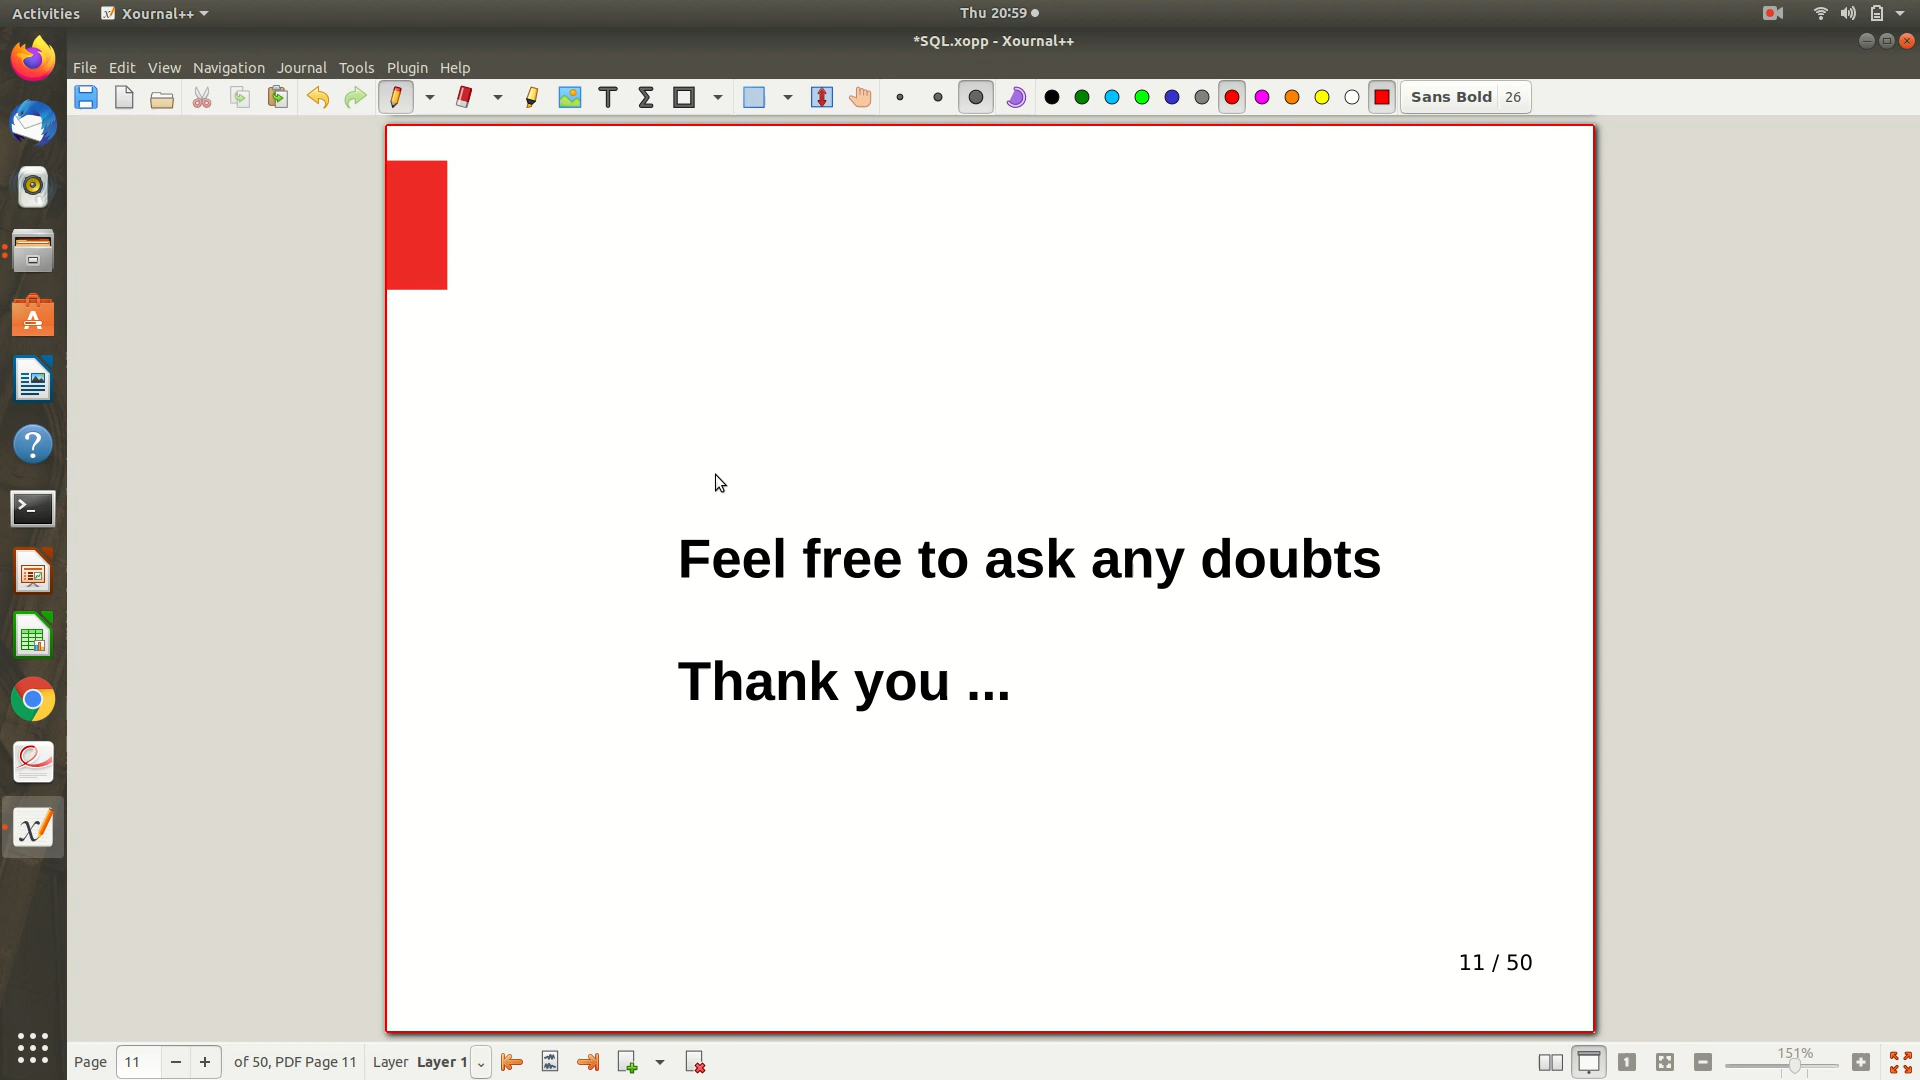 Activities Xournal++ Thu 20:59
*SQL.xopp - Xournal++
File Edit View Navigation Journal Tools Plugin Help
Sans Bold 26
Feel free to ask any doubts
Thank you ...
11 / 50
Page 11 of 50, PDF Page 11 Layer Layer 1 151%